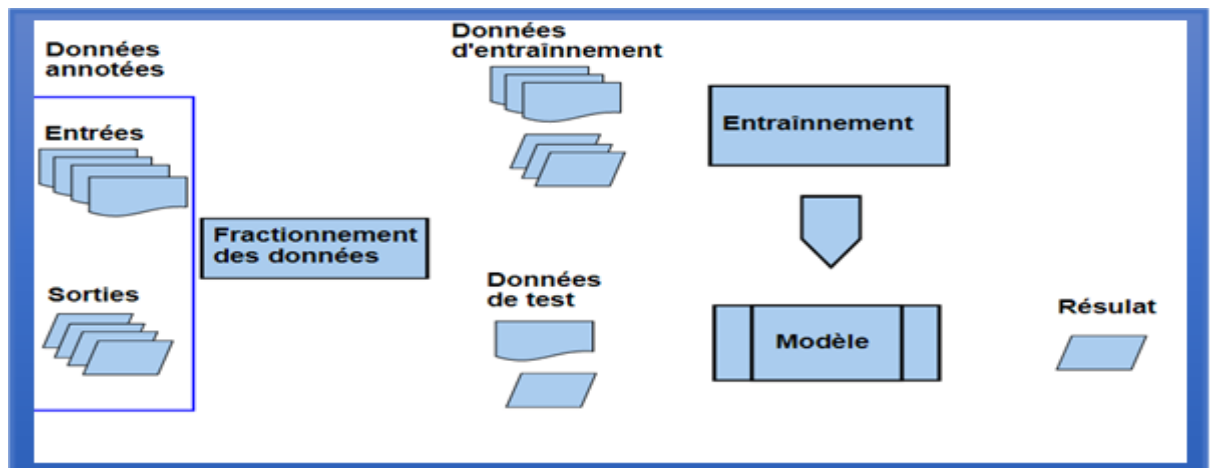 Données
annotées
Entrées
Sorties
Fractionnement
des données
Données
d'entraînnement
Données
de test
Entraînnement
Modèle
Résulat